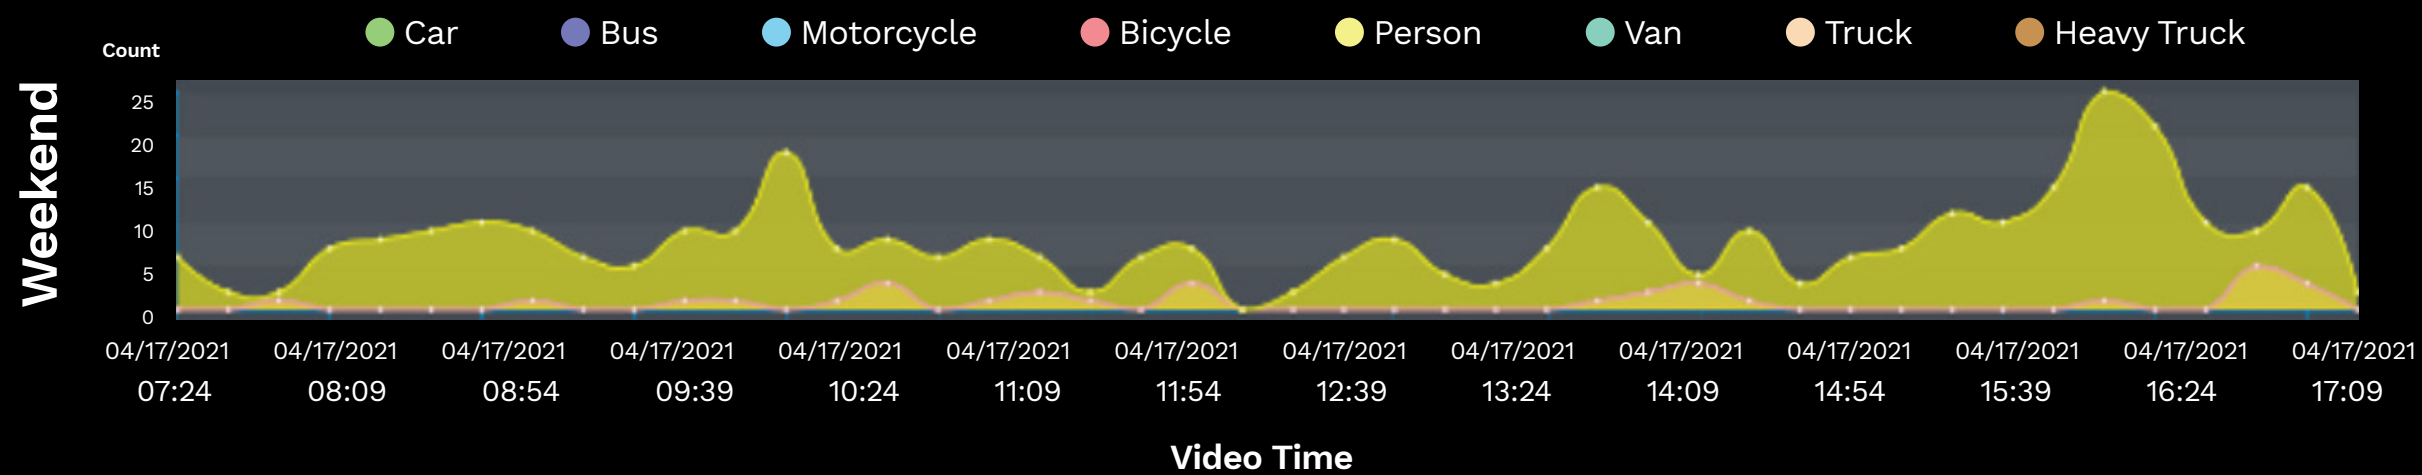 Car Bus Motorcycle Bicycle Person Van Truck Heavy Truck
Count
Weekend
25
20
15
10
5
0
04/17/2021 04/17/2021 04/17/2021 04/17/2021 04/17/2021 04/17/2021 04/17/2021 04/17/2021 04/17/2021 04/17/2021 04/17/2021 04/17/2021 04/17/2021 04/17/2021
07:24 08:09 08:54 09:39 10:24 11:09 11:54 12:39 13:24 14:09 14:54 15:39 16:24 17:09
Video Time